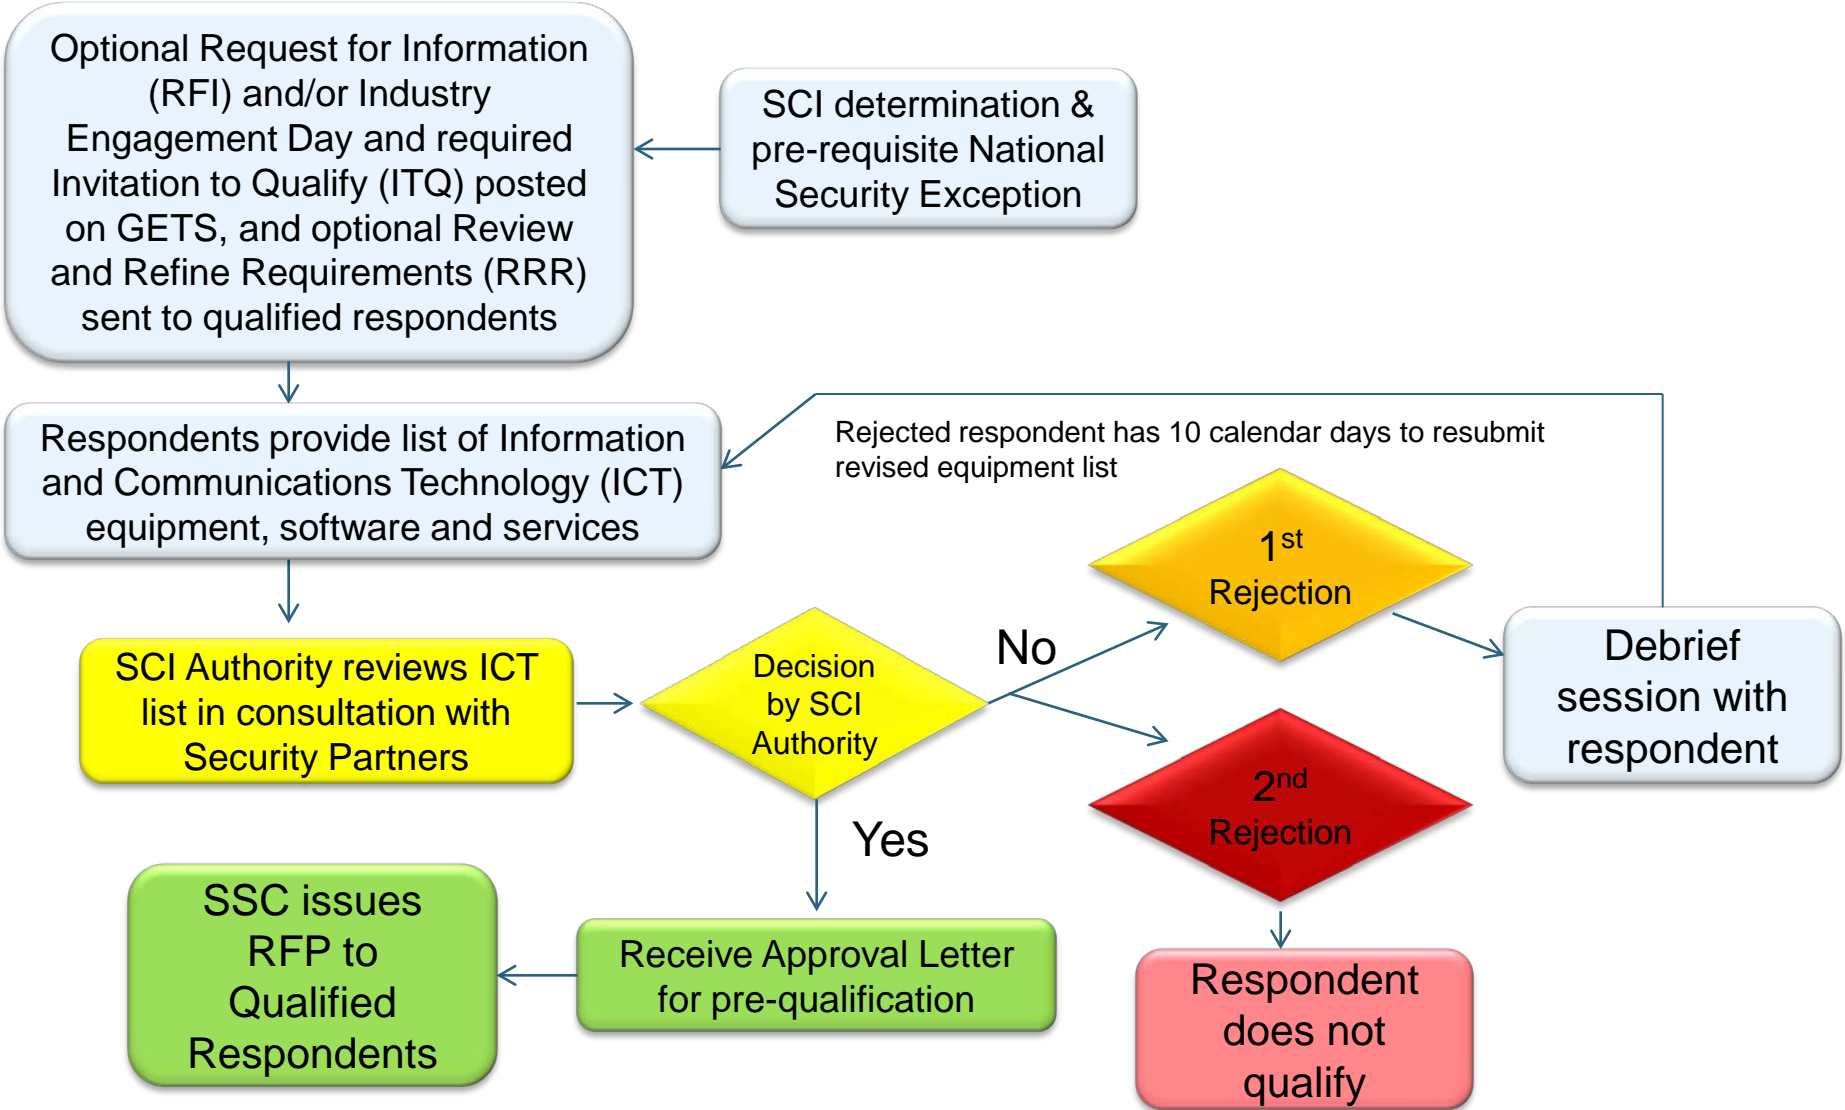 Optional Request for Information
(RFI) and/or Industry
Engagement Day and required
Invitation to Qualify (ITQ) posted
on GETS, and optional Review
and Refine Requirements (RRR)
sent to qualified respondents
SCI determination &
pre-requisite National
Security Exception
Respondents provide list of Information
and Communications Technology (ICT)
equipment, software and services
Rejected respondent has 10 calendar days to resubmit
revised equipment list
SCI Authority reviews ICT
list in consultation with
Security Partners
Decision
by SCI
Authority
No
1st
Rejection
Debrief
session with
respondent
2nd
Rejection
Yes
Receive Approval Letter
for pre-qualification
SSC issues
RFP to
Qualified
Respondents
Respondent
does not
qualify